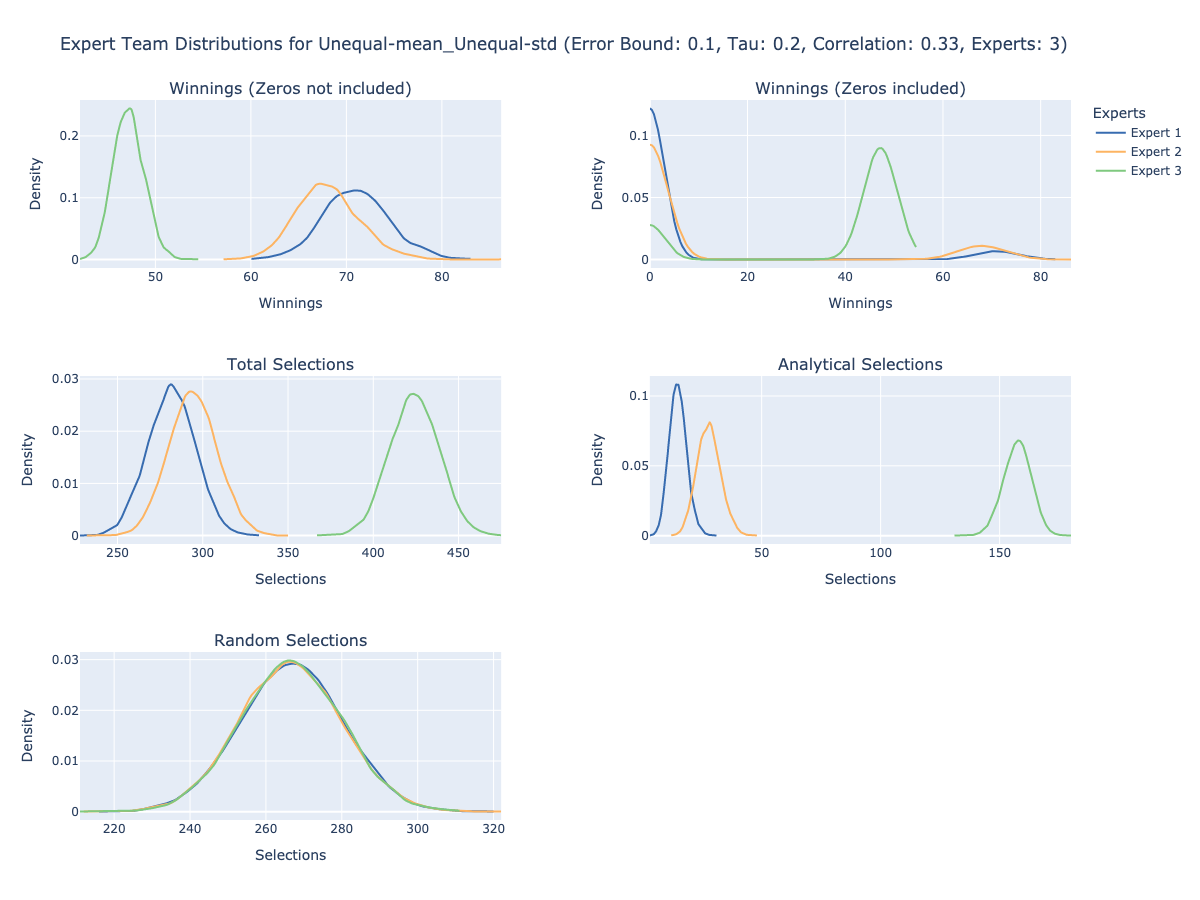 Expert Team Distributions for Unequal-mean_Unequal-std (Error Bound: 0.1, Tau: 0.2, Correlation: 0.33, Experts: 3)
Winnings (Zeros not included)
Density
0.2
0.1
0
50 60 70 80
Winnings
Winnings (Zeros included)
Density
0.1
0.05
0
0 20 40 60 80
Winnings
Experts
Expert 1
Expert 2
Expert 3
Total Selections
Density
0.03
0.02
0.01
0
250 300 350 400 450
Selections
Analytical Selections
Density
0.1
0.05
0
50 100 150
Selections
Random Selections
Density
0.03
0.02
0.01
0
220 240 260 280 300 320
Selections